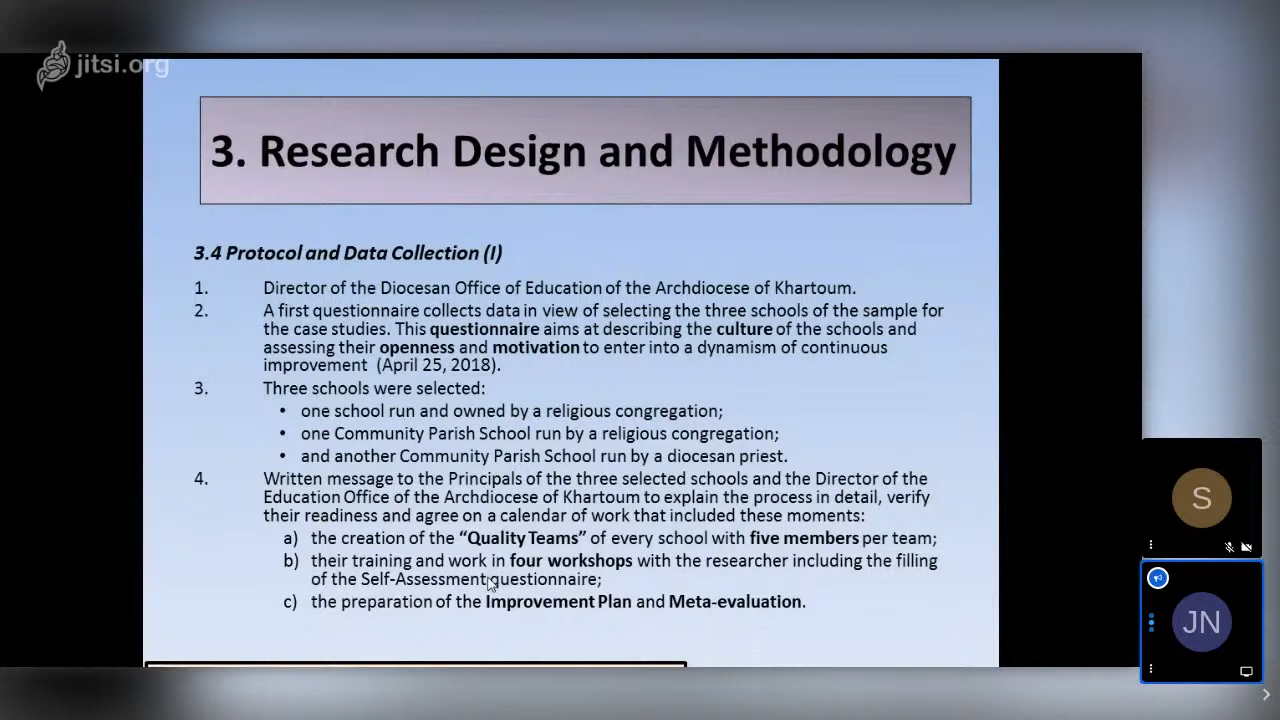 jitsi.org
3. Research Design and Methodology
3.4 Protocol and Data Collection (I)
1. Director of the Diocesan Office of Education of the Archdiocese of Khartoum.
2. A first questionnaire collects data in view of selecting the three schools of the sample for
the case studies. This questionnaire aims at describing the culture of the schools and
assessing their openness and motivation to enter into a dynamism of continuous
improvement (April 25, 2018).
3. Three schools were selected:
• one school run and owned by a religious congregation;
• one Community Parish School run by a religious congregation;
• and another Community Parish School run by a diocesan priest.
4. Written message to the Principals of the three selected schools and the Director of the
Education Office of the Archdiocese of Khartoum to explain the process in detail, verify
their readiness and agree on a calendar of work that included these moments:
a) the creation of the “Quality Teams” of every school with five members per team;
b) their training and work in four workshops with the researcher including the filling
of the Self-Assessment questionnaire;
c) the preparation of the Improvement Plan and Meta-evaluation.
S
JN